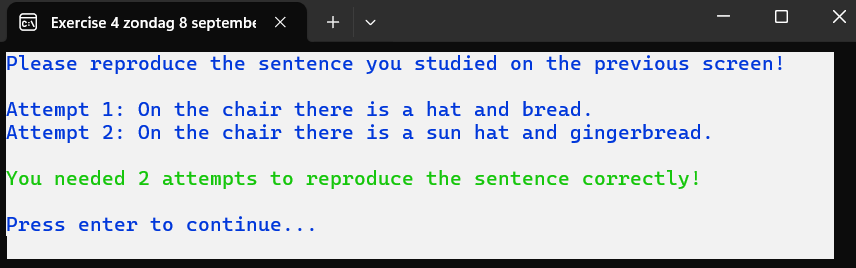 Exercise 4 zondag 8 septembe
Please reproduce the sentence you studied on the previous screen!
Attempt 1: On the chair there is a hat and bread.
Attempt 2: On the chair there is a sun hat and gingerbread.
You needed 2 attempts to reproduce the sentence correctly!
Press enter to continue...